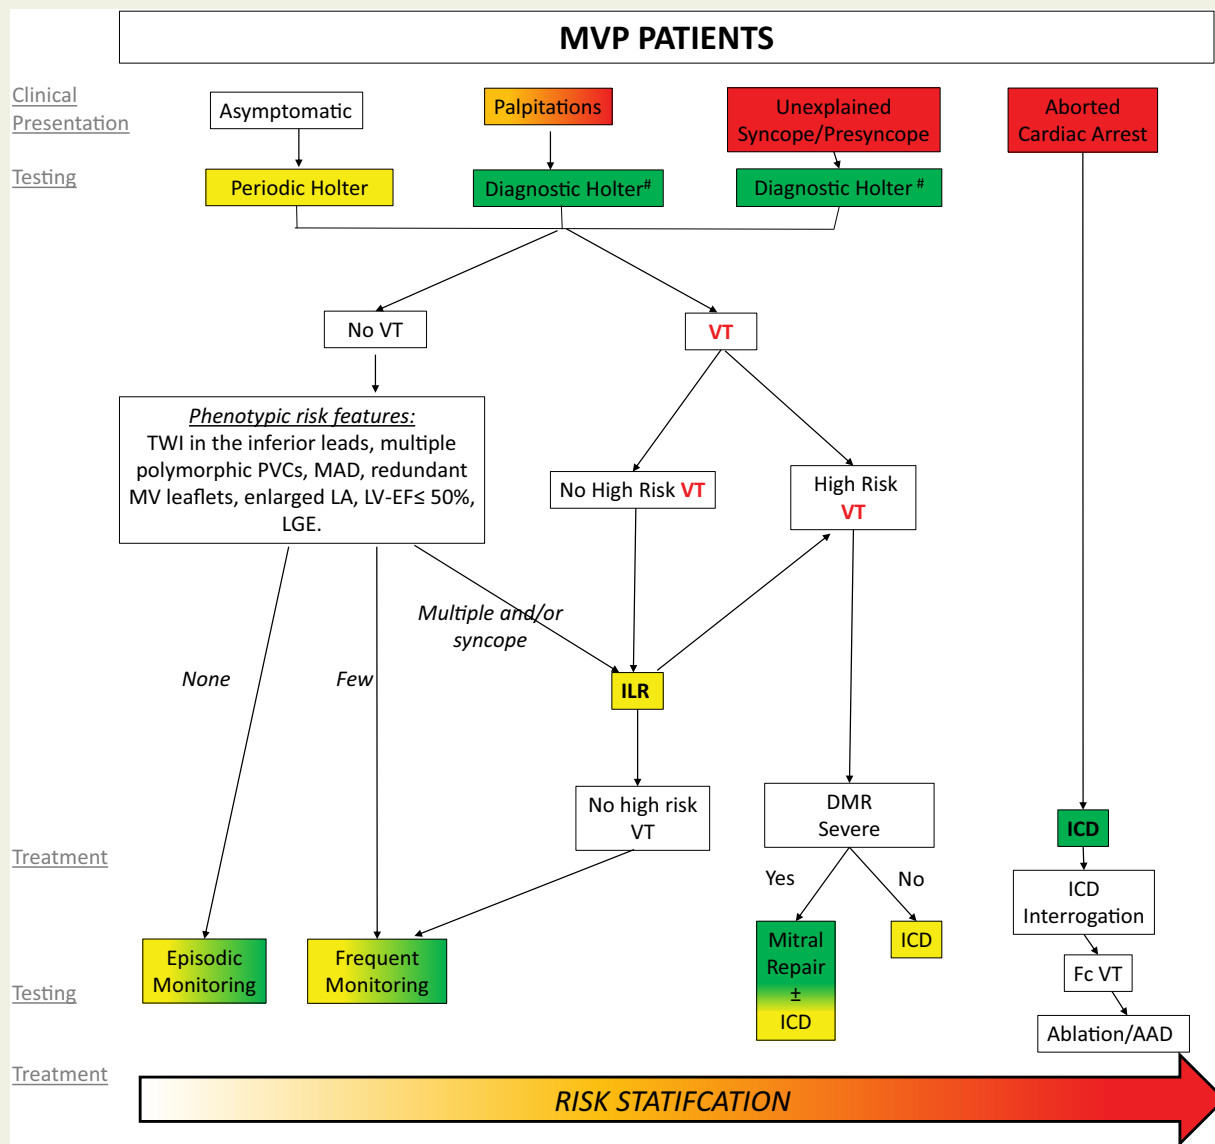 MVP PATIENTS
Clinical
Presentation
Asymptomatic
Palpitations
Unexplained
Syncope/Presyncope
Aborted
Cardiac Arrest
Testing
Periodic Holter
Diagnostic Holter#
Diagnostic Holter #
No VT
VT
Phenotypic risk features:
TWI in the inferior leads, multiple
polymorphic PVCs, MAD, redundant
MV leaflets, enlarged LA, LV-EF≤ 50%,
LGE.
No High Risk VT
High Risk
VT
Multiple and/or
syncope
None
Few
ILR
No high risk
VT
DMR
Severe
ICD
Treatment
Yes
No
ICD
Interrogation
Mitral
Repair
±
ICD
ICD
Episodic
Monitoring
Frequent
Monitoring
Fc VT
Testing
Ablation/AAD
Treatment
RISK STATIFCATION